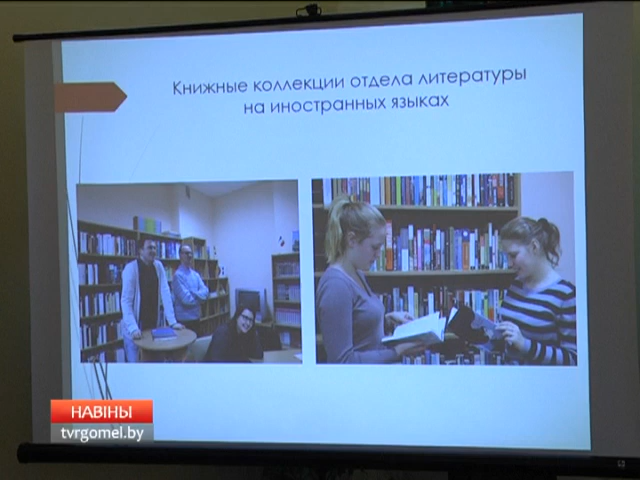 Книжные коллекции отдела литературы
на иностранных языках
НАВІНЫ
tvrgomel.by